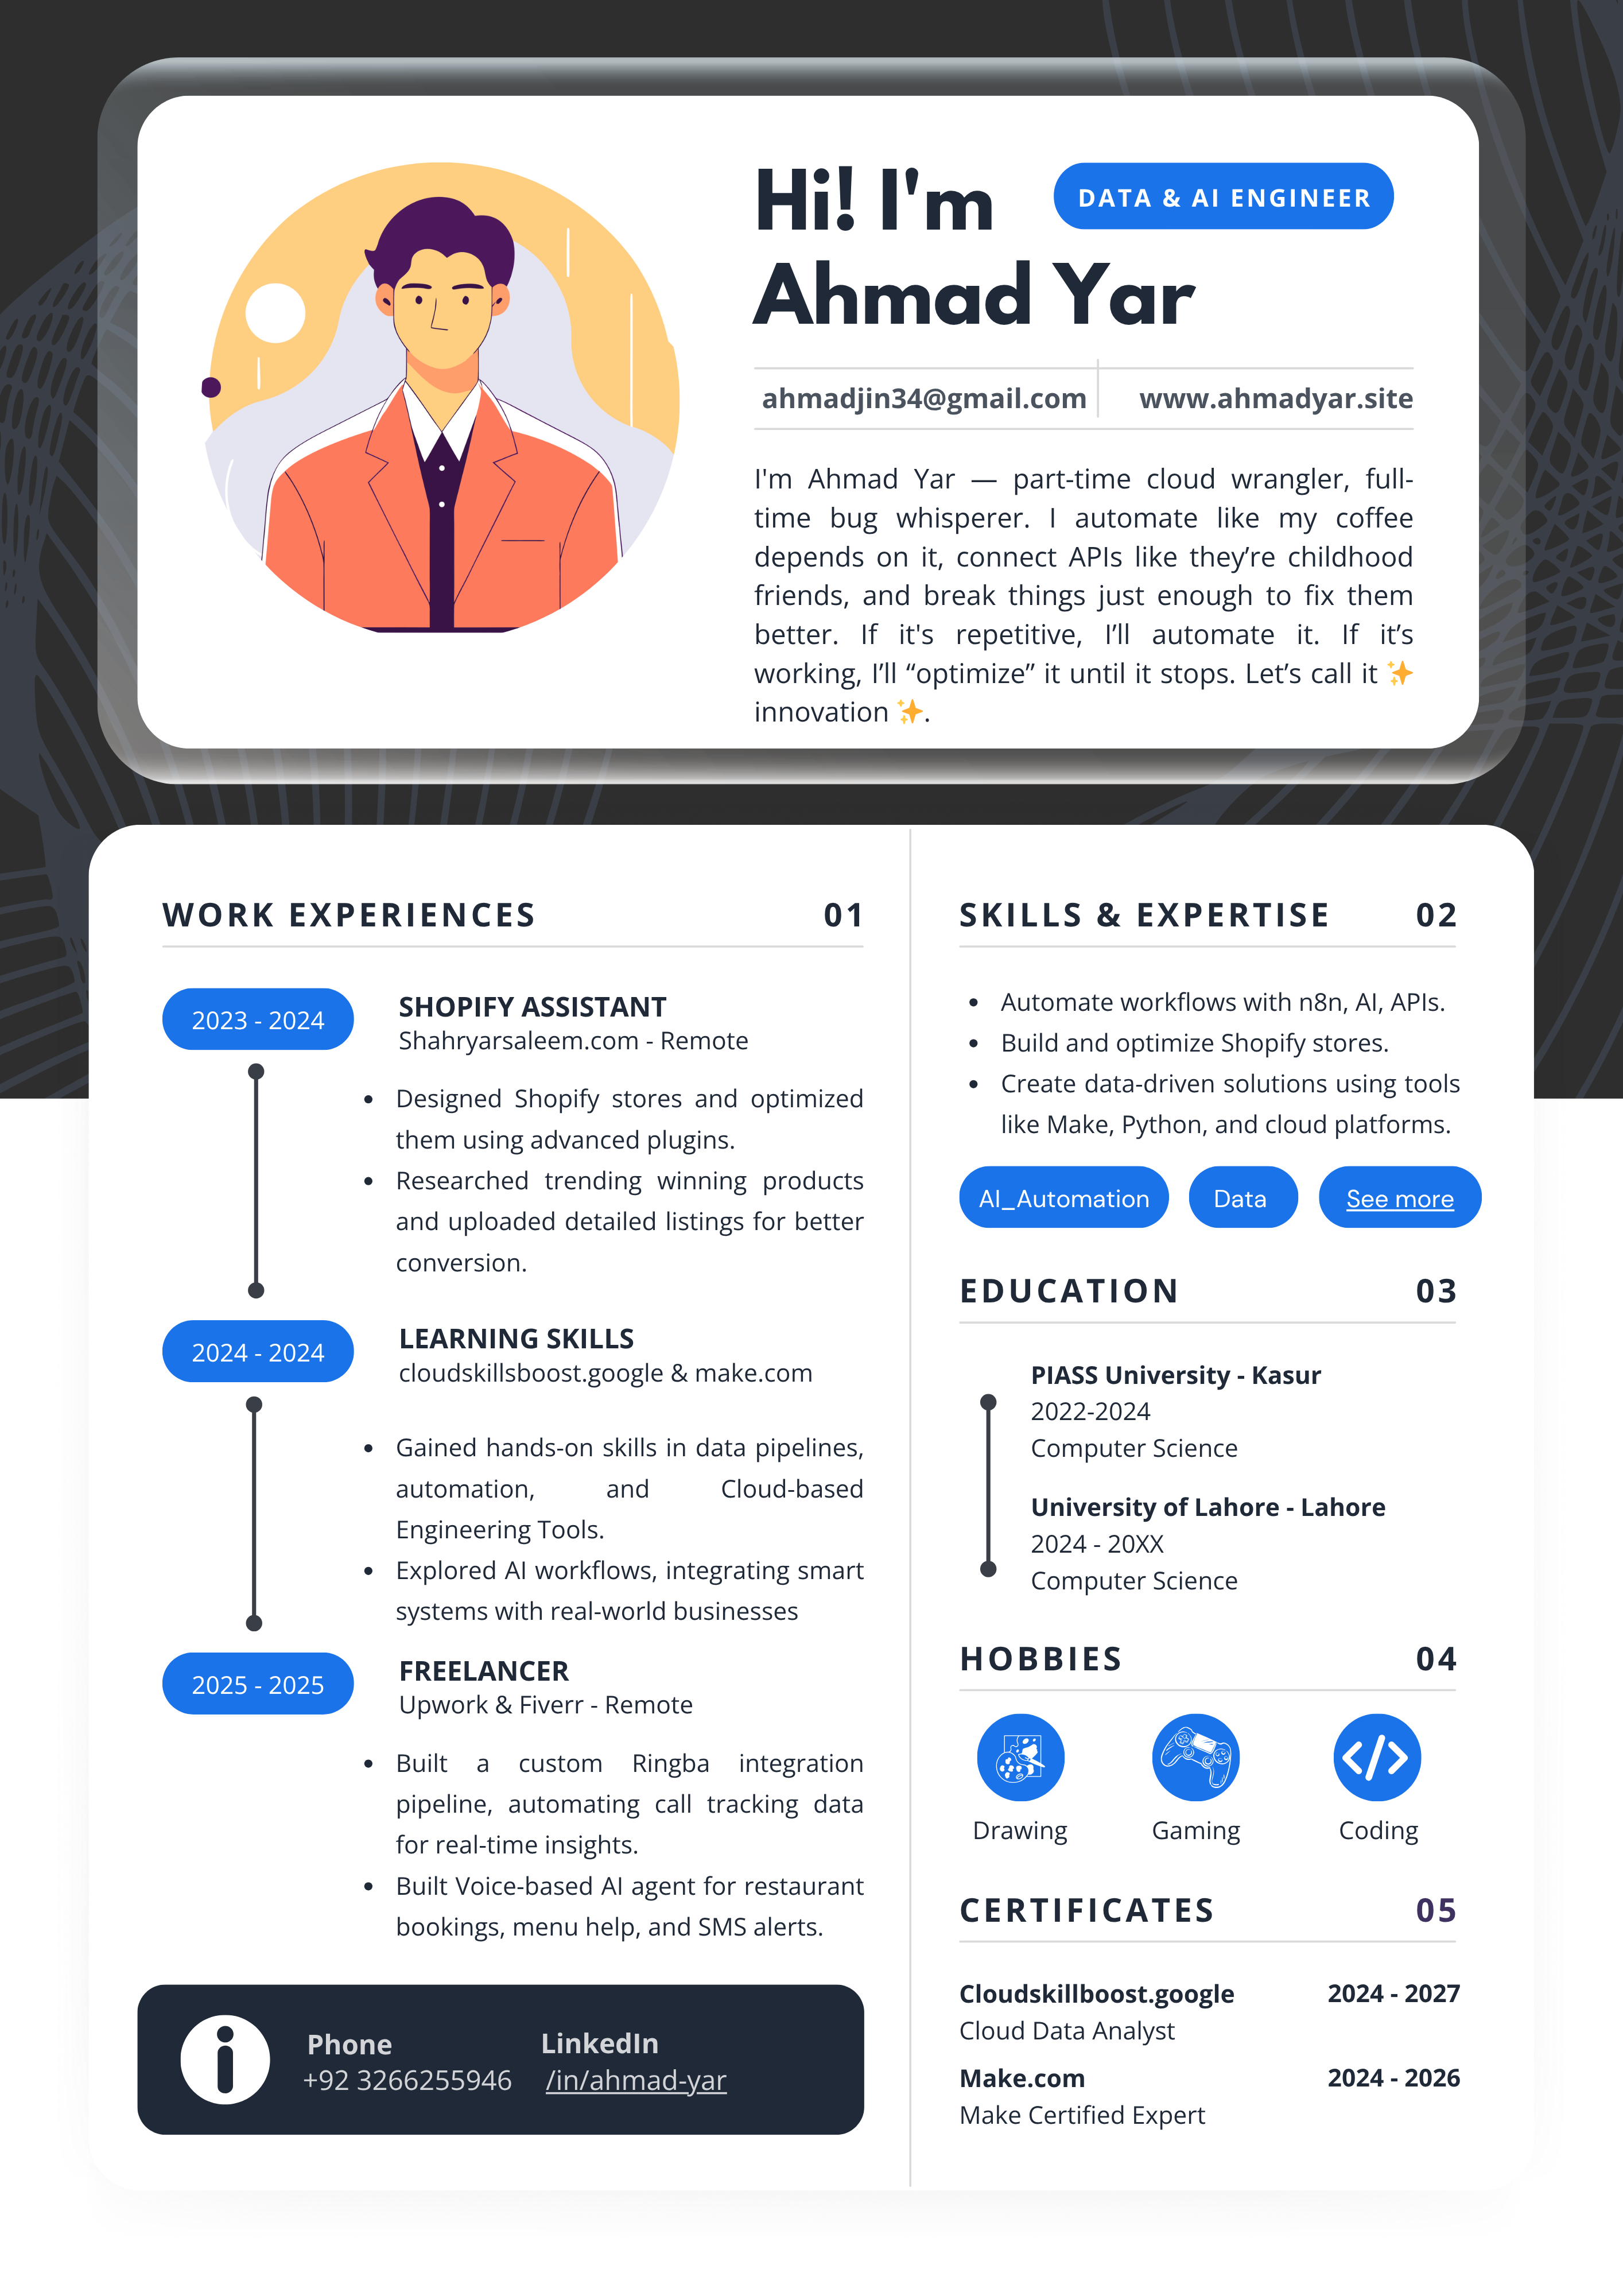 Hi! I'm
DATA & AI ENGINEER
Ahmad Yar
ahmadjin34@gmail.com
www.ahmadyar.site
I'm Ahmad Yar — part-time cloud wrangler, full-
time bug whisperer. I automate like my coffee
depends on it, connect APIs like they’re childhood
friends, and break things just enough to fix them
better. If it's repetitive, I’ll automate it. If it’s
working, I’ll “optimize” it until it stops. Let’s call it ✨
innovation ✨.
WORK EXPERIENCES 01
2023 - 2024
SHOPIFY ASSISTANT
Shahryarsaleem.com - Remote
• Designed Shopify stores and optimized
them using advanced plugins.
• Researched trending winning products
and uploaded detailed listings for better
conversion.
2024 - 2024
LEARNING SKILLS
cloudskillsboost.google & make.com
• Gained hands-on skills in data pipelines,
automation, and Cloud-based
Engineering Tools.
• Explored AI workflows, integrating smart
systems with real-world businesses
2025 - 2025
FREELANCER
Upwork & Fiverr - Remote
• Built a custom Ringba integration
pipeline, automating call tracking data
for real-time insights.
• Built Voice-based AI agent for restaurant
bookings, menu help, and SMS alerts.
Phone
+92 3266255946
LinkedIn
/in/ahmad-yar
SKILLS & EXPERTISE 02
• Automate workflows with n8n, AI, APIs.
• Build and optimize Shopify stores.
• Create data-driven solutions using tools
like Make, Python, and cloud platforms.
AI_Automation
Data
See more
EDUCATION 03
PIASS University - Kasur
2022-2024
Computer Science
University of Lahore - Lahore
2024 - 20XX
Computer Science
HOBBIES 04
Drawing
Gaming
Coding
CERTIFICATES 05
Cloudskillboost.google 2024 - 2027
Cloud Data Analyst
Make.com 2024 - 2026
Make Certified Expert